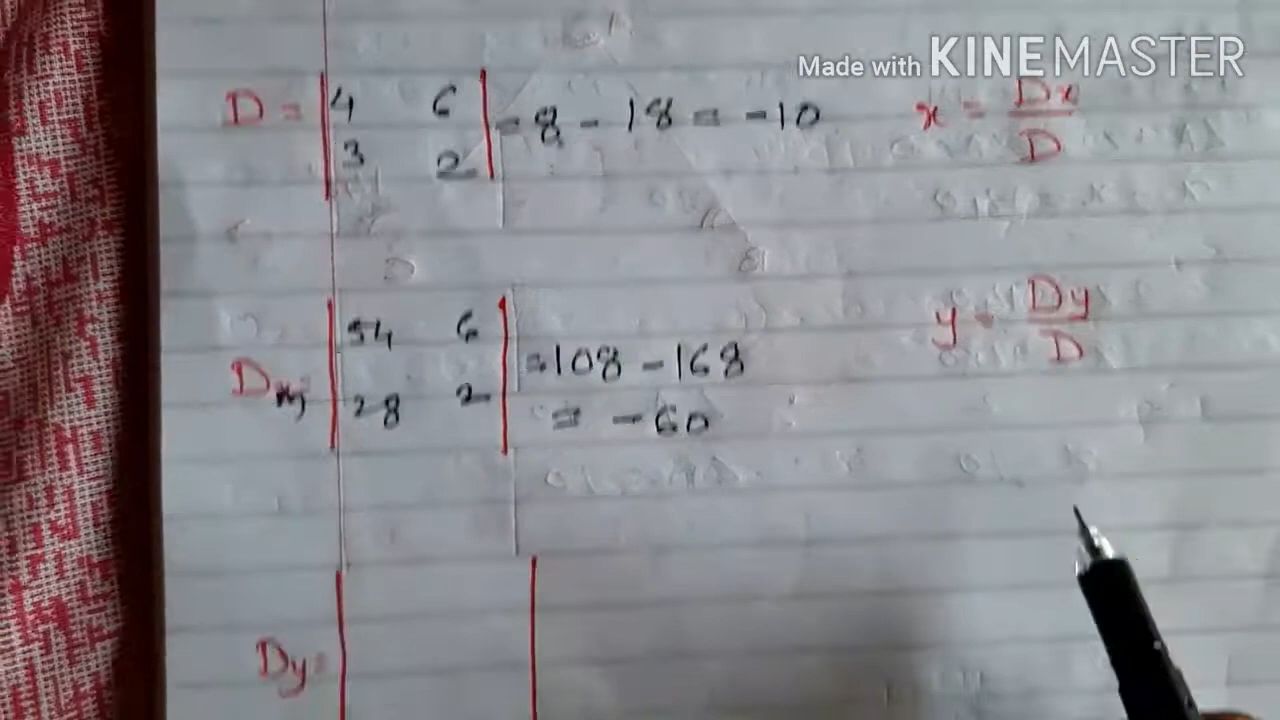 Made with KINEMASTER
D = | 4 6 | = 8 - 18 = -10
| 3 2 |
x = Dx / D
Dx = | 54 6 | = 108 - 168
| 28 2 | = -60
y = Dy / D
Dy = | |